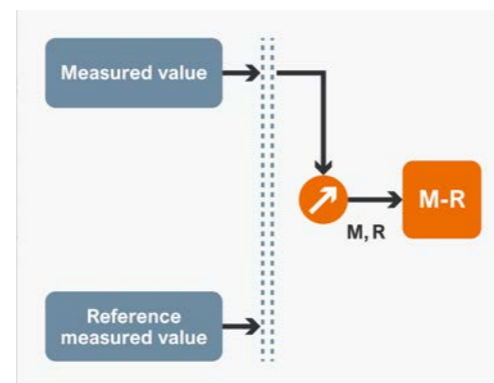 Measured value
M-R
M, R
Reference
measured value